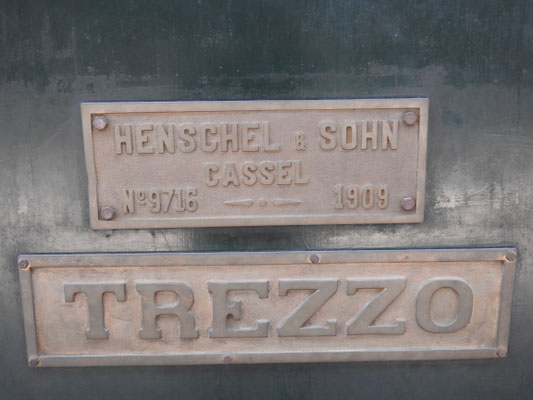 HENSCHEL & SOHN
CASSEL
Nº 9716 1909
TREZZO